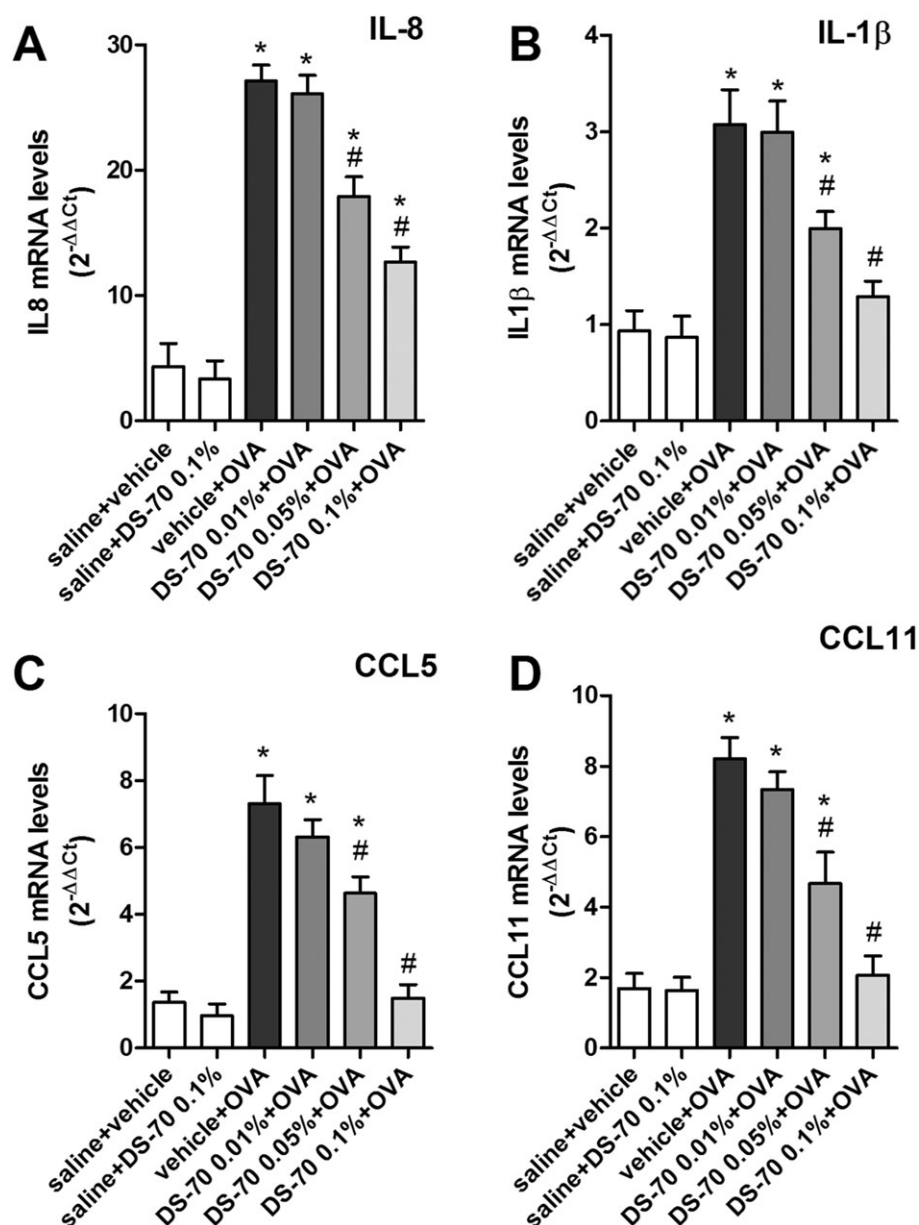 A
IL-8
IL8 mRNA levels
(2^-ΔΔCt)
30
20
10
0
*
*
*
#
*
#
saline+vehicle
saline+DS-70 0.1%
vehicle+OVA
DS-70 0.01%+OVA
DS-70 0.05%+OVA
DS-70 0.1%+OVA
B
IL-1β
IL1β mRNA levels
(2^-ΔΔCt)
4
3
2
1
0
*
*
*
#
#
saline+vehicle
saline+DS-70 0.1%
vehicle+OVA
DS-70 0.01%+OVA
DS-70 0.05%+OVA
DS-70 0.1%+OVA
C
CCL5
CCL5 mRNA levels
(2^-ΔΔCt)
10
8
6
4
2
0
*
*
*
#
#
saline+vehicle
saline+DS-70 0.1%
vehicle+OVA
DS-70 0.01%+OVA
DS-70 0.05%+OVA
DS-70 0.1%+OVA
D
CCL11
CCL11 mRNA levels
(2^-ΔΔCt)
10
8
6
4
2
0
*
*
*
#
#
saline+vehicle
saline+DS-70 0.1%
vehicle+OVA
DS-70 0.01%+OVA
DS-70 0.05%+OVA
DS-70 0.1%+OVA